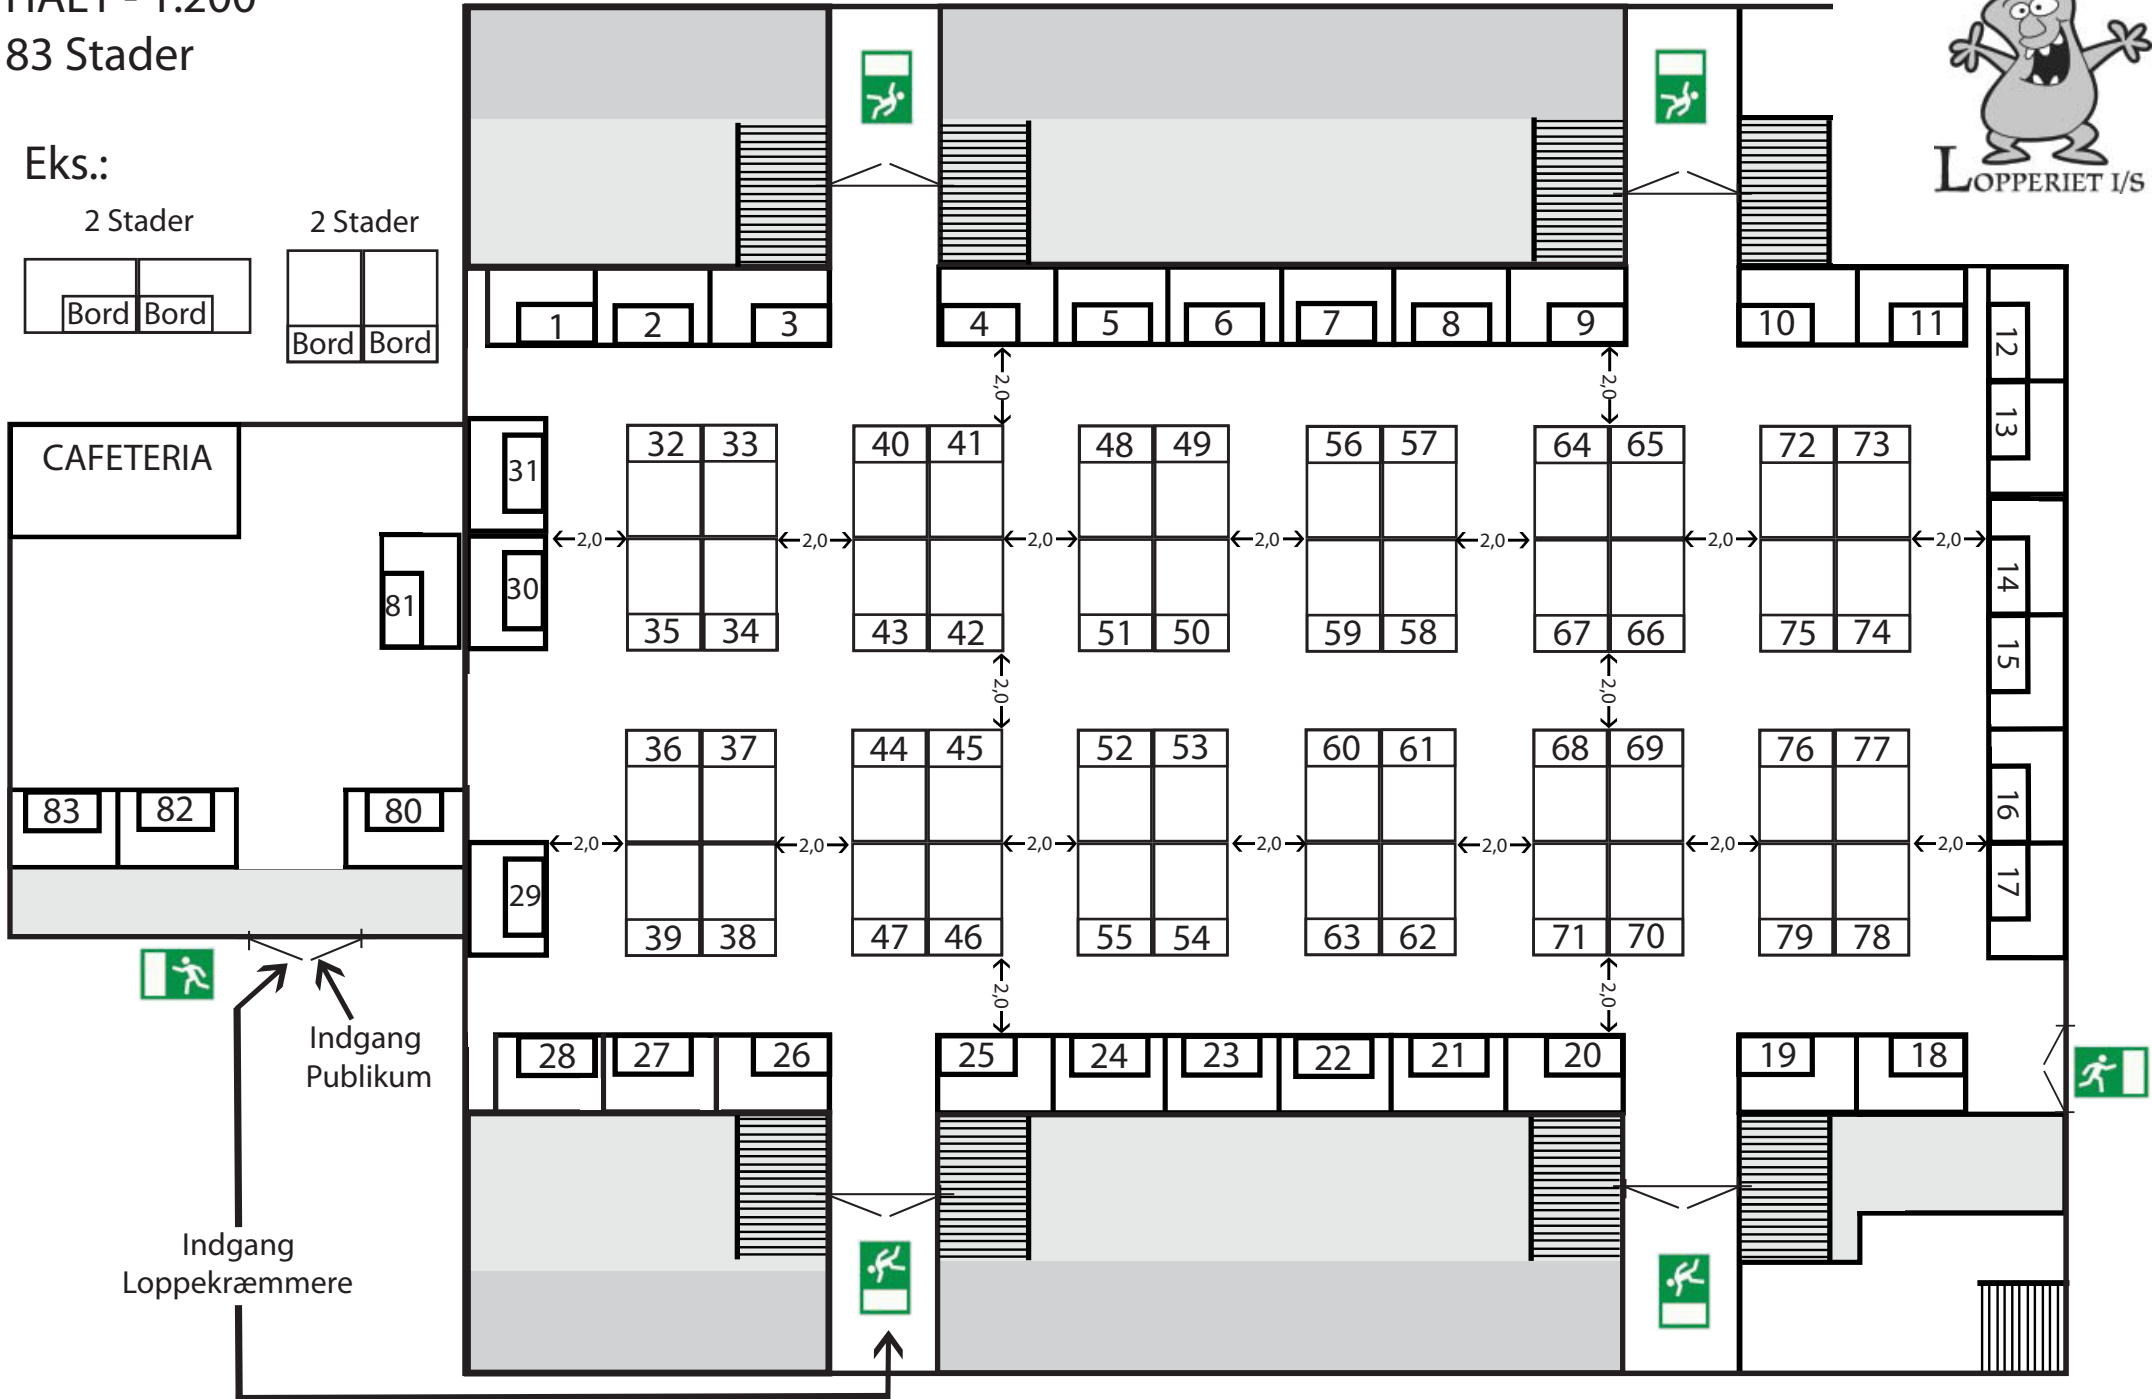 83 Stader
Eks.:
2 Stader
2 Stader
Bord Bord
Bord Bord
LOPPERIET I/S
1 2 3 4 5 6 7 8 9 10 11
12
13
14
15
16
17
2,0 2,0
CAFETERIA
31
30
81
32 33 40 41 48 49 56 57 64 65 72 73
2,0 2,0 2,0 2,0 2,0 2,0 2,0
35 34 43 42 51 50 59 58 67 66 75 74
2,0 2,0
36 37 44 45 52 53 60 61 68 69 76 77
83 82 80
29
2,0 2,0 2,0 2,0 2,0 2,0 2,0
39 38 47 46 55 54 63 62 71 70 79 78
2,0 2,0
Indgang
Publikum
28 27 26 25 24 23 22 21 20 19 18
Indgang
Loppekræmmere